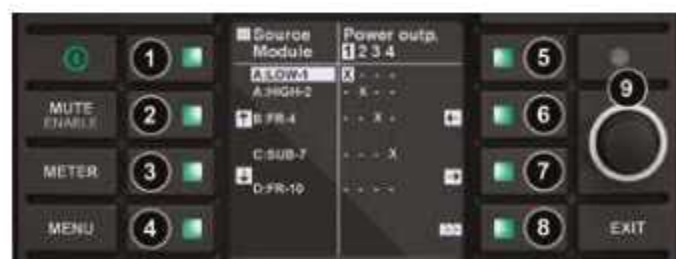 Source Power outp.
Module 1 2 3 4
1 5
A:LOW-1 X - - -
A:HIGH-2 - X - -
9
MUTE
ENABLE
2 B:FR-4 - - X - 6
C:SUB-7 - - - X
METER 3 7
D:FR-10 - - - -
MENU 4 8 EXIT